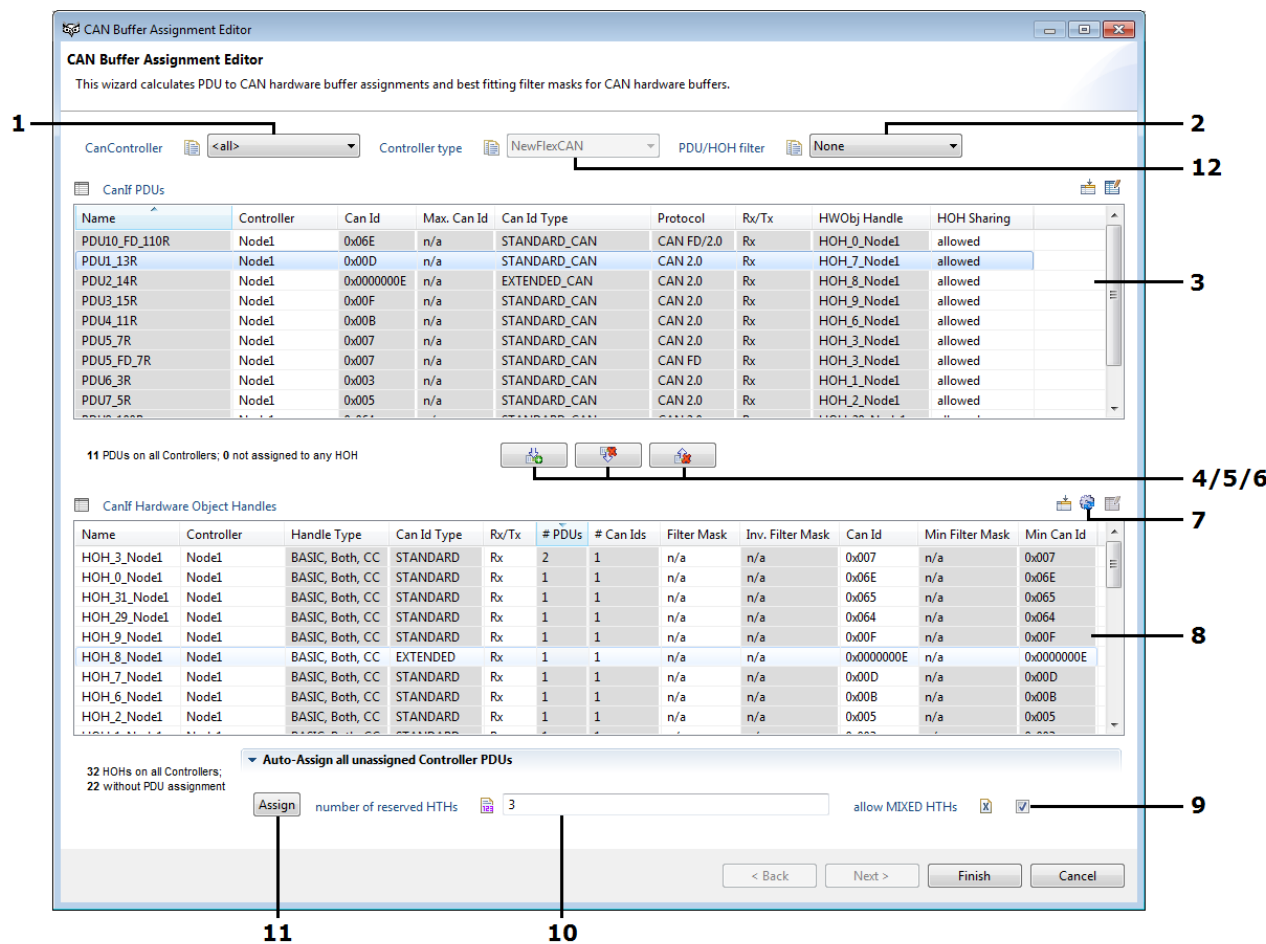 CAN Buffer Assignment Editor
CAN Buffer Assignment Editor
This wizard calculates PDU to CAN hardware buffer assignments and best fitting filter masks for CAN hardware buffers.
1
2
CanController <all> Controller type NewFlexCAN PDU/HOH filter None
12
CanIf PDUs
Name Controller Can Id Max. Can Id Can Id Type Protocol Rx/Tx HWObj Handle HOH Sharing
PDU10_FD_110R Node1 0x06E n/a STANDARD_CAN CAN FD/2.0 Rx HOH_0_Node1 allowed
PDU1_13R Node1 0x00D n/a STANDARD_CAN CAN 2.0 Rx HOH_7_Node1 allowed
PDU2_14R Node1 0x0000000E n/a EXTENDED_CAN CAN 2.0 Rx HOH_8_Node1 allowed
3
PDU3_15R Node1 0x00F n/a STANDARD_CAN CAN 2.0 Rx HOH_9_Node1 allowed
PDU4_11R Node1 0x00B n/a STANDARD_CAN CAN 2.0 Rx HOH_6_Node1 allowed
PDU5_7R Node1 0x007 n/a STANDARD_CAN CAN 2.0 Rx HOH_3_Node1 allowed
PDU5_FD_7R Node1 0x007 n/a STANDARD_CAN CAN FD Rx HOH_3_Node1 allowed
PDU6_3R Node1 0x003 n/a STANDARD_CAN CAN 2.0 Rx HOH_1_Node1 allowed
PDU7_5R Node1 0x005 n/a STANDARD_CAN CAN 2.0 Rx HOH_2_Node1 allowed
11 PDUs on all Controllers; 0 not assigned to any HOH
4/5/6
CanIf Hardware Object Handles
7
Name Controller Handle Type Can Id Type Rx/Tx # PDUs # Can Ids Filter Mask Inv. Filter Mask Can Id Min Filter Mask Min Can Id
HOH_3_Node1 Node1 BASIC, Both, CC STANDARD Rx 2 1 n/a n/a 0x007 n/a 0x007
HOH_0_Node1 Node1 BASIC, Both, CC STANDARD Rx 1 1 n/a n/a 0x06E n/a 0x06E
HOH_31_Node1 Node1 BASIC, Both, CC STANDARD Rx 1 1 n/a n/a 0x065 n/a 0x065
HOH_29_Node1 Node1 BASIC, Both, CC STANDARD Rx 1 1 n/a n/a 0x064 n/a 0x064
HOH_9_Node1 Node1 BASIC, Both, CC STANDARD Rx 1 1 n/a n/a 0x00F n/a 0x00F
8
HOH_8_Node1 Node1 BASIC, Both, CC EXTENDED Rx 1 1 n/a n/a 0x0000000E n/a 0x0000000E
HOH_7_Node1 Node1 BASIC, Both, CC STANDARD Rx 1 1 n/a n/a 0x00D n/a 0x00D
HOH_6_Node1 Node1 BASIC, Both, CC STANDARD Rx 1 1 n/a n/a 0x00B n/a 0x00B
HOH_2_Node1 Node1 BASIC, Both, CC STANDARD Rx 1 1 n/a n/a 0x005 n/a 0x005
32 HOHs on all Controllers;
22 without PDU assignment
Auto-Assign all unassigned Controller PDUs
Assign number of reserved HTHs 3 allow MIXED HTHs
9
< Back Next > Finish Cancel
11
10